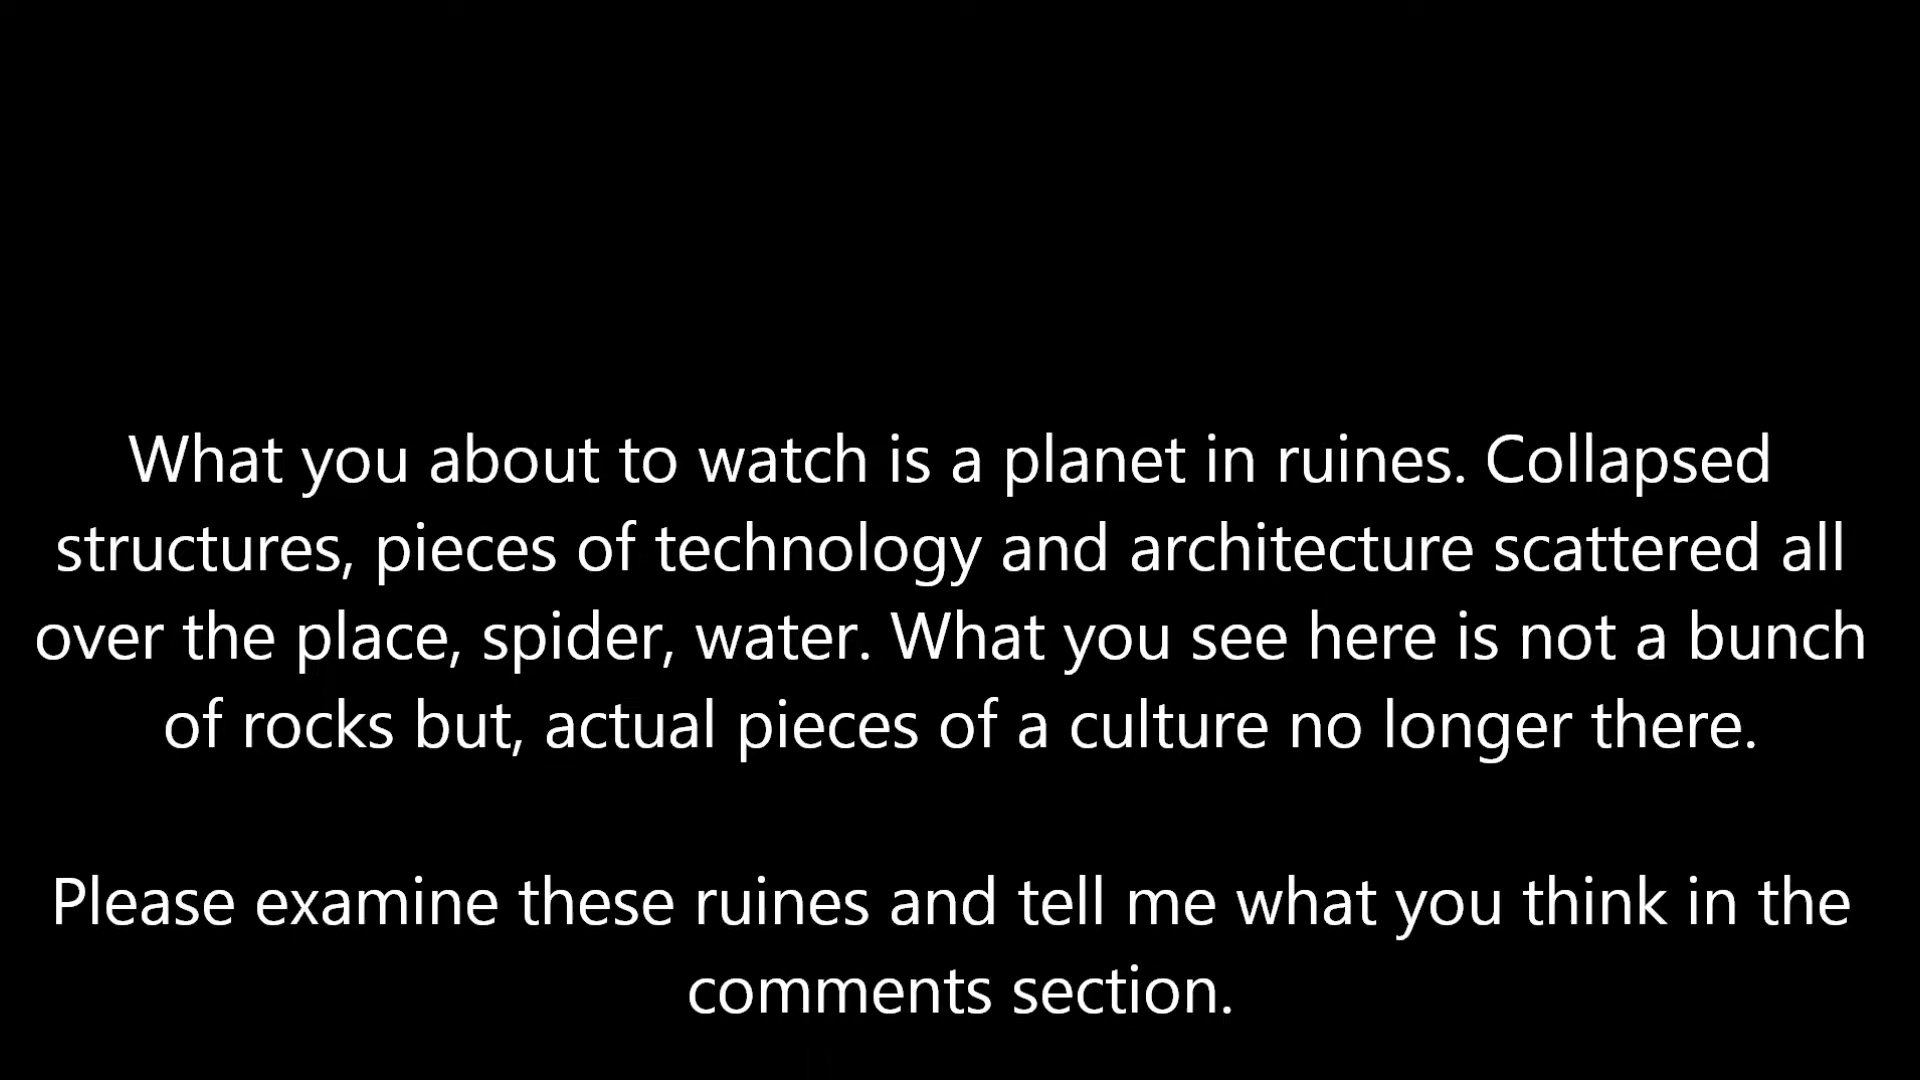 What you about to watch is a planet in ruines. Collapsed
structures, pieces of technology and architecture scattered all
over the place, spider, water. What you see here is not a bunch
of rocks but, actual pieces of a culture no longer there.
Please examine these ruines and tell me what you think in the
comments section.